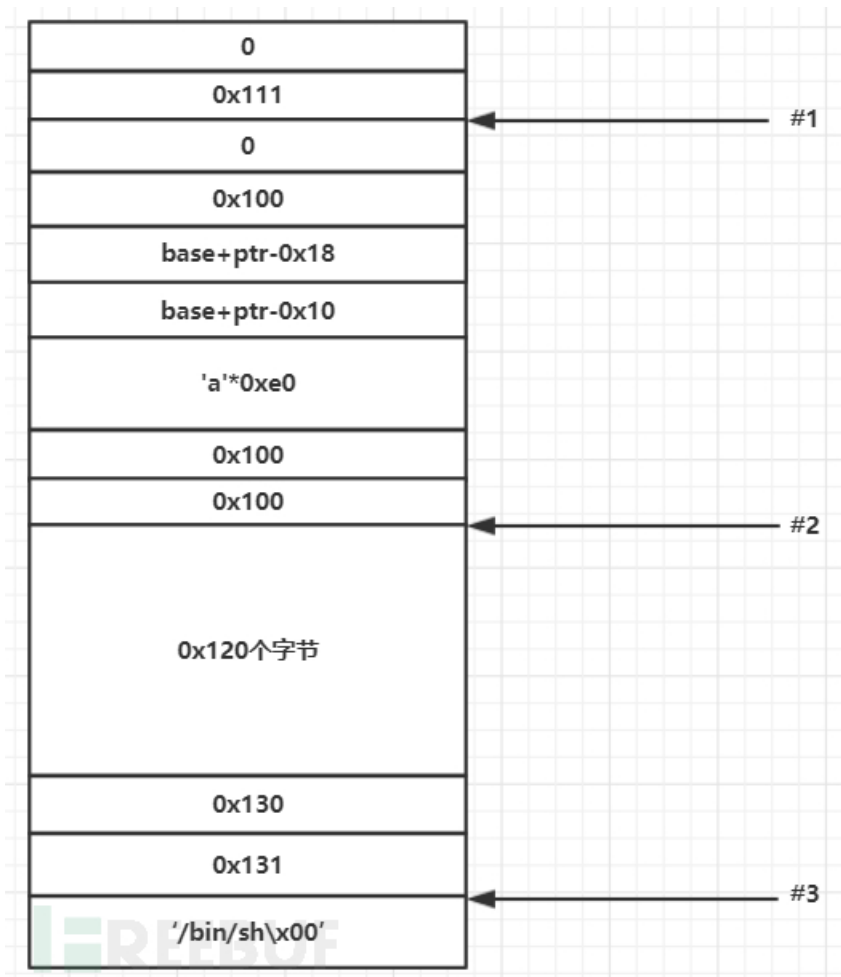 0
0x111
#1
0
0x100
base+ptr-0x18
base+ptr-0x10
'a'*0xe0
0x100
0x100
#2
0x120个字节
0x130
0x131
#3
‘/bin/sh\x00’
FREEBUF